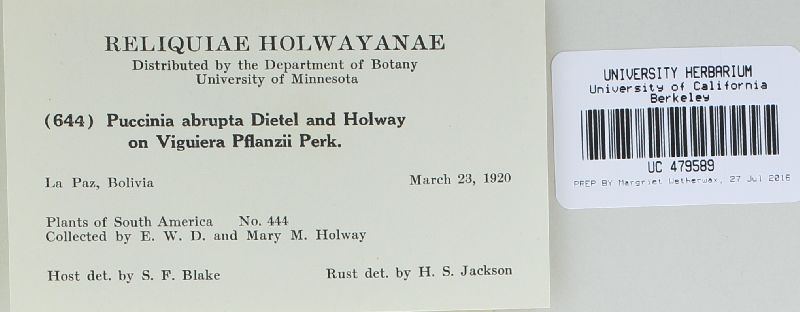 RELIQUIAE HOLWAYANAE
Distributed by the Department of Botany
University of Minnesota
(644) Puccinia abrupta Dietel and Holway
on Viguiera Pflanzii Perk.
La Paz, Bolivia March 23, 1920
Plants of South America No. 444
Collected by E. W. D. and Mary M. Holway
Host det. by S. F. Blake Rust det. by H. S. Jackson
UNIVERSITY HERBARIUM
University of California
Berkeley
UC 479589
PREP BY Margriet Wetherwax, 27 Jul 2016